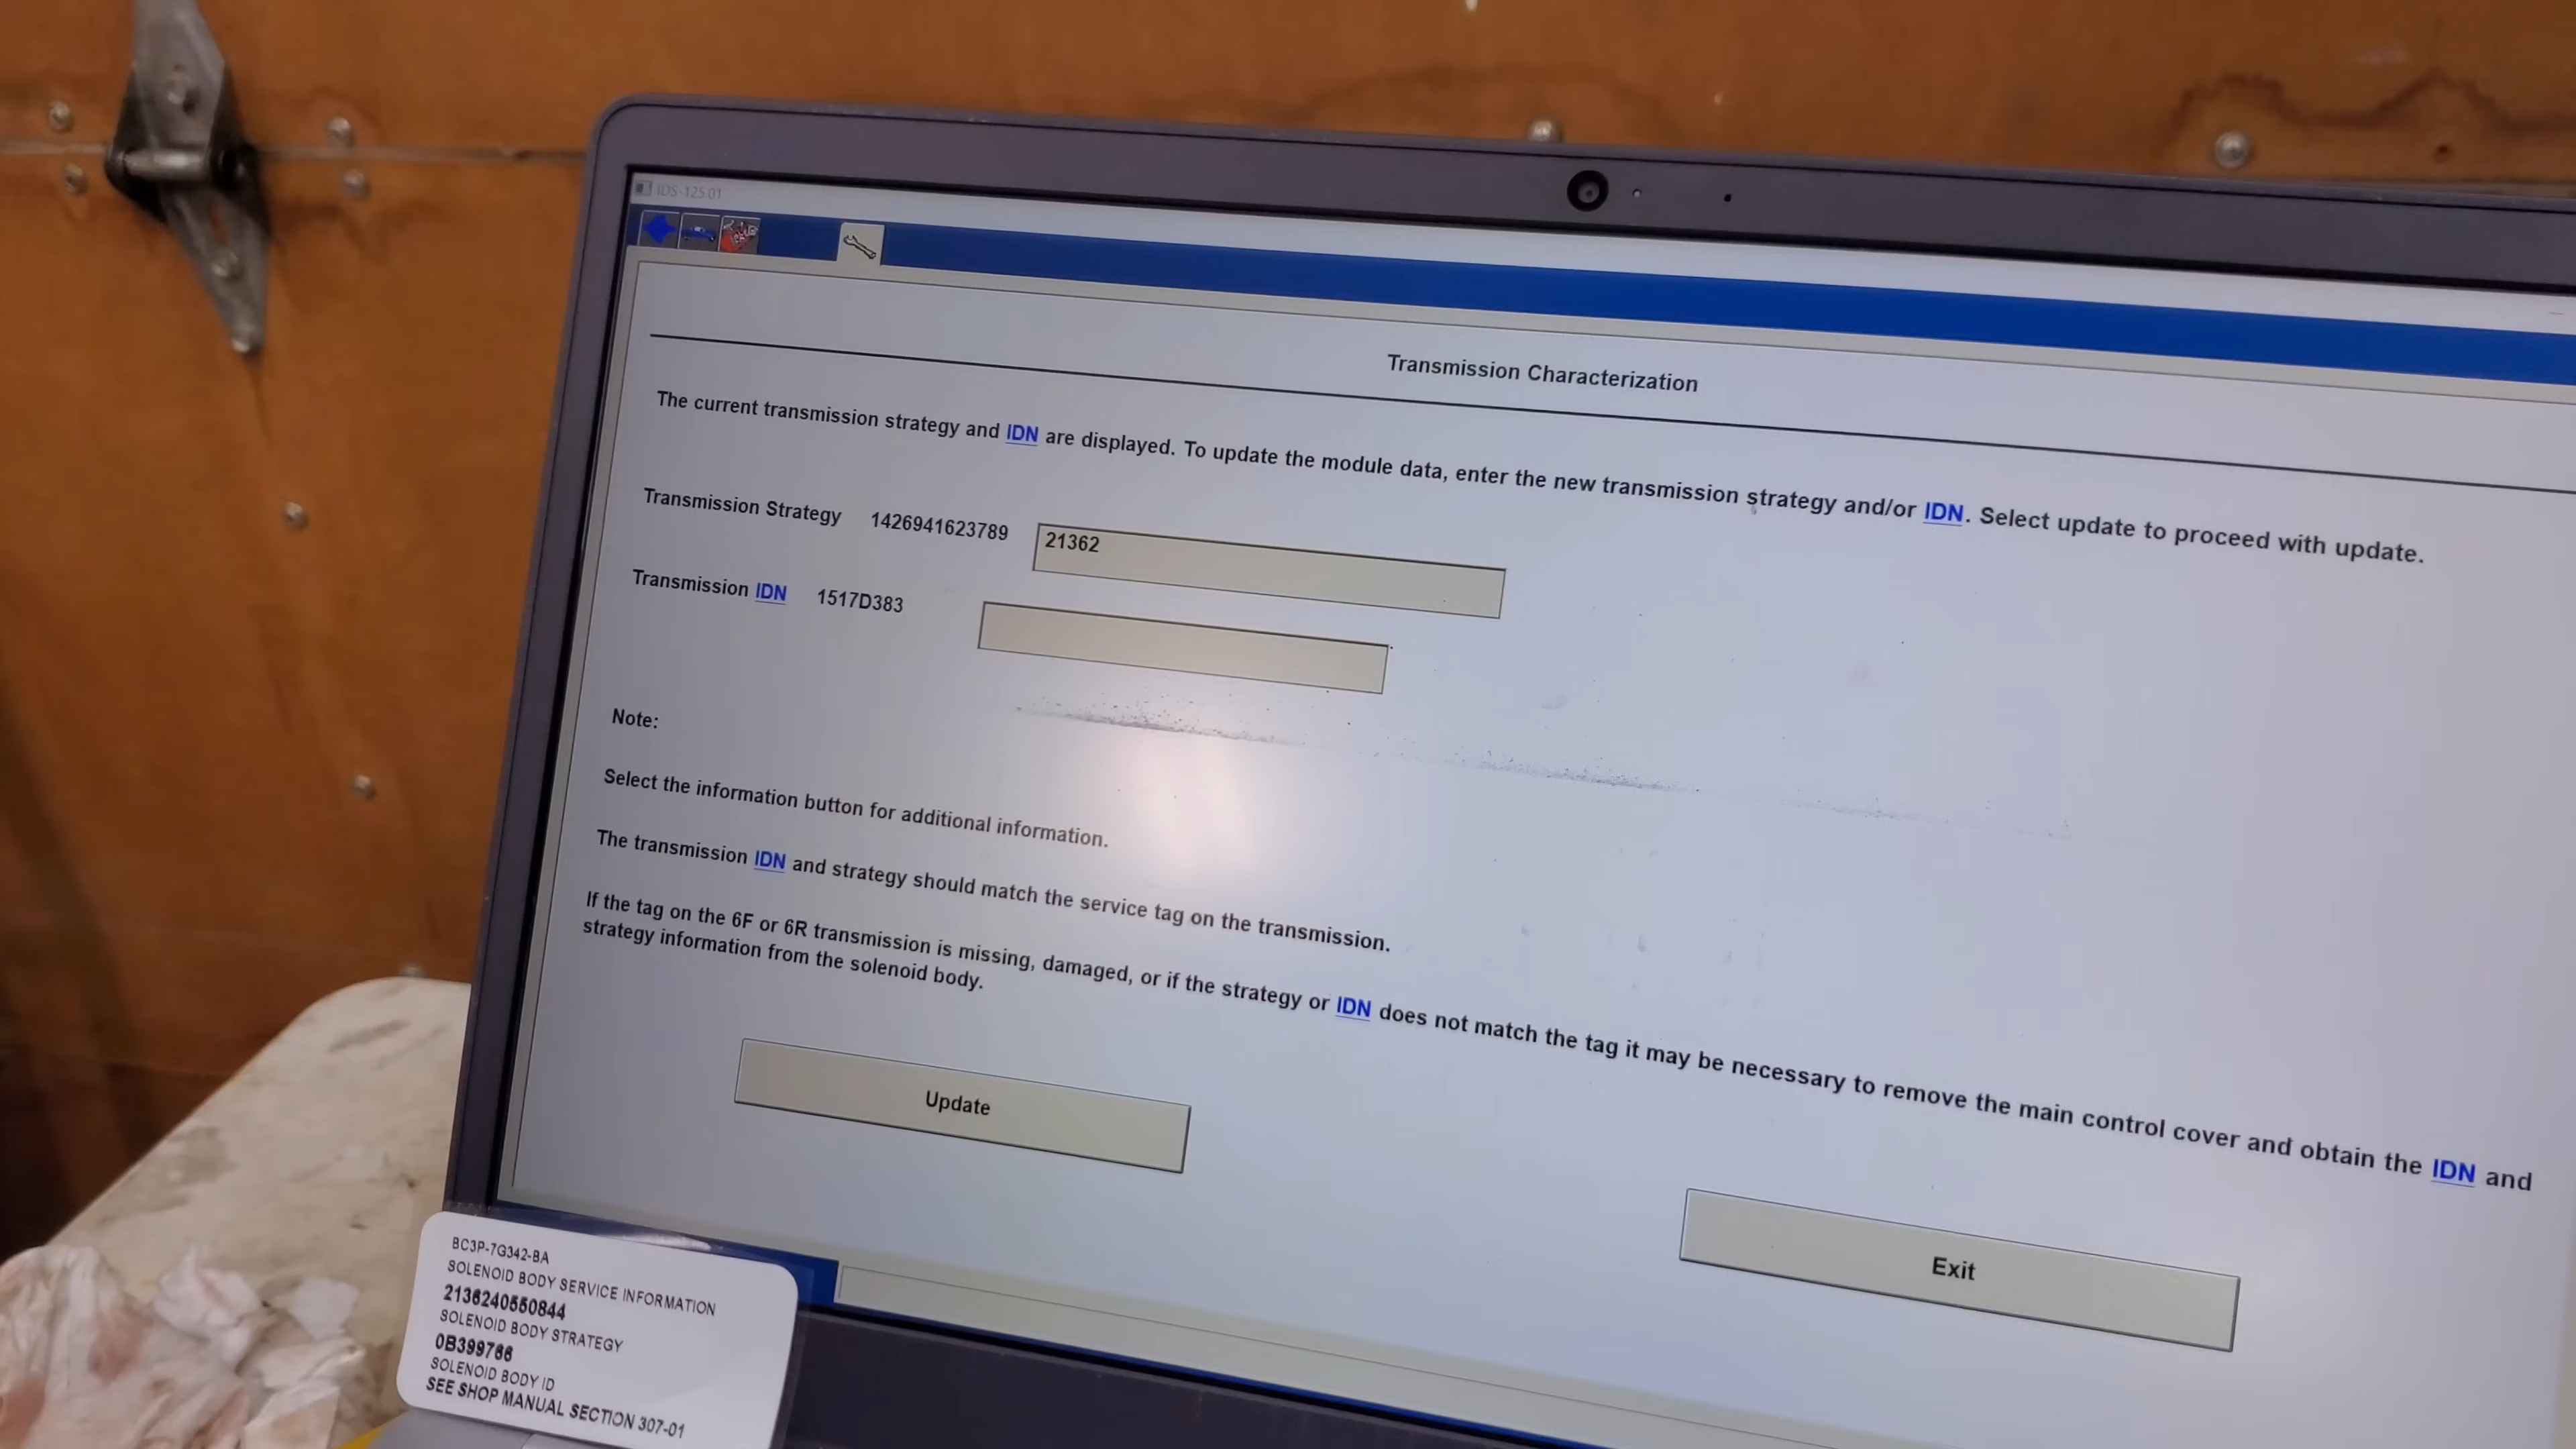 IDS-125.01
Transmission Characterization
The current transmission strategy and IDN are displayed. To update the module data, enter the new transmission strategy and/or IDN. Select update to proceed with update.
Transmission Strategy 1426941623789 21362
Transmission IDN 1517D383
Note:
Select the information button for additional information.
The transmission IDN and strategy should match the service tag on the transmission.
If the tag on the 6F or 6R transmission is missing, damaged, or if the strategy or IDN does not match the tag it may be necessary to remove the main control cover and obtain the IDN and
strategy information from the solenoid body.
Update
Exit
BC3P-7G342-BA
SOLENOID BODY SERVICE INFORMATION
2136240550844
SOLENOID BODY STRATEGY
0B399766
SOLENOID BODY ID
SEE SHOP MANUAL SECTION 307-01